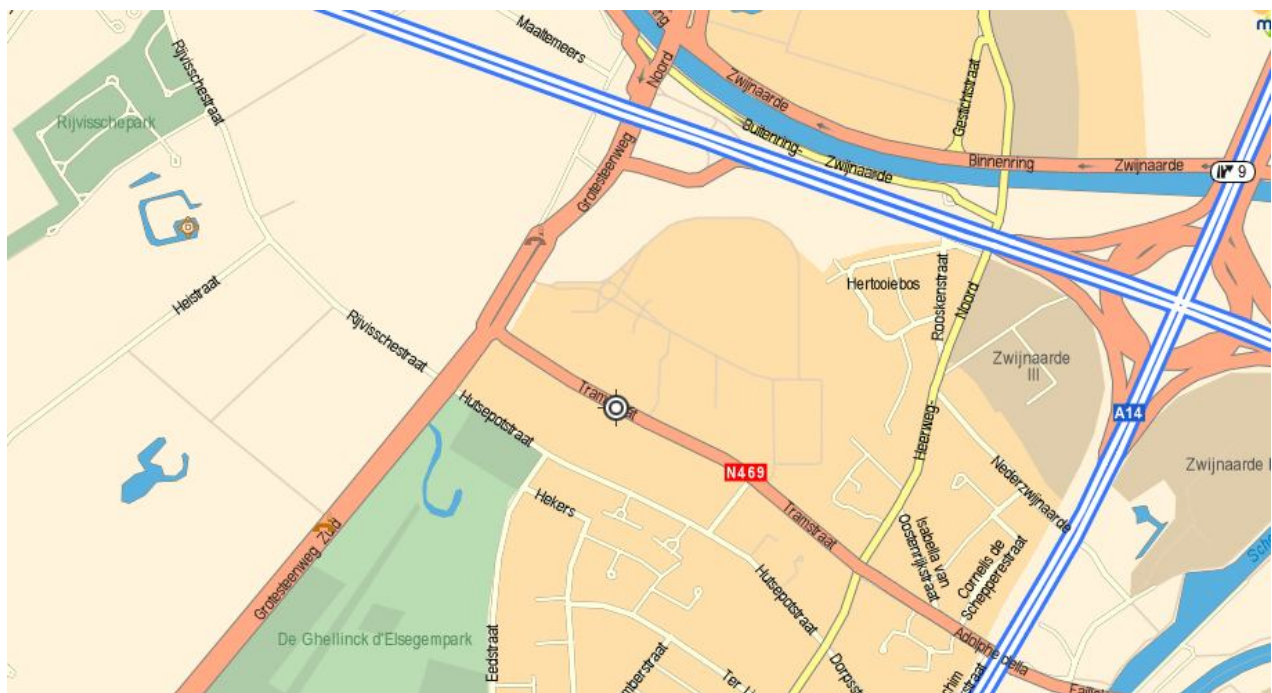 m
Maaltemeers
Noord
Rijvisschestraat
Rijvisschepark
Zwijnaarde
Gestichtstraat
Buitenring-
Zwijnaarde
Binnenring
Zwijnaarde
9
Grotesteenweg
Heistraat
Hertooiebos
Rooskenstraat
Noord
Rijvisschestraat
Zwijnaarde
III
Hutsepotstraat
A14
Heerweg-
N469
Nederzwijnaarde
Zwijnaarde
Hekers
Tramstraat
Isabella van
Oostenrijkstraat
Cornelis de
Schepperestraat
Grotesteenweg Zuid
Hutsepotstraat
De Ghellinck d'Elsegempark
Eedstraat
Adolphe della